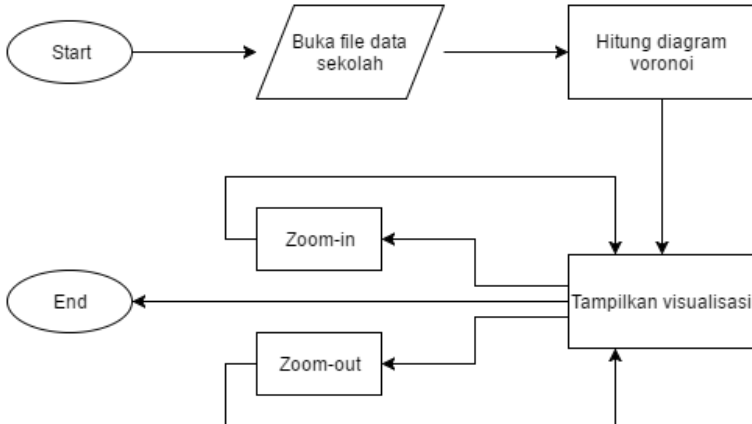 Start
Buka file data
sekolah
Hitung diagram
voronoi
Zoom-in
End
Tampilkan visualisasi
Zoom-out